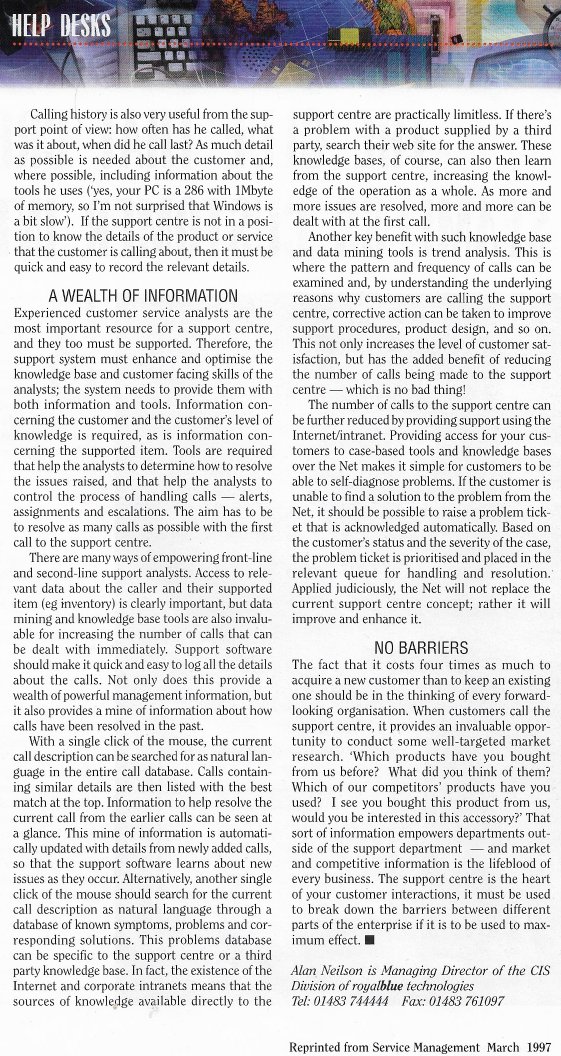 HELP DESKS
Calling history is also very useful from the sup-
port point of view: how often has he called, what
was it about, when did he call last? As much detail
as possible is needed about the customer and,
where possible, including information about the
tools he uses (‘yes, your PC is a 286 with 1Mbyte
of memory, so I’m not surprised that Windows is
a bit slow’). If the support centre is not in a posi-
tion to know the details of the product or service
that the customer is calling about, then it must be
quick and easy to record the relevant details.
A WEALTH OF INFORMATION
Experienced customer service analysts are the
most important resource for a support centre,
and they too must be supported. Therefore, the
support system must enhance and optimise the
knowledge base and customer facing skills of the
analysts; the system needs to provide them with
both information and tools. Information con-
cerning the customer and the customer’s level of
knowledge is required, as is information con-
cerning the supported item. Tools are required
that help the analysts to determine how to resolve
the issues raised, and that help the analysts to
control the process of handling calls — alerts,
assignments and escalations. The aim has to be
to resolve as many calls as possible with the first
call to the support centre.
There are many ways of empowering front-line
and second-line support analysts. Access to rele-
vant data about the caller and their supported
item (eg inventory) is clearly important, but data
mining and knowledge base tools are also invalu-
able for increasing the number of calls that can
be dealt with immediately. Support software
should make it quick and easy to log all the details
about the calls. Not only does this provide a
wealth of powerful management information, but
it also provides a mine of information about how
calls have been resolved in the past.
With a single click of the mouse, the current
call description can be searched for as natural lan-
guage in the entire call database. Calls contain-
ing similar details are then listed with the best
match at the top. Information to help resolve the
current call from the earlier calls can be seen at
a glance. This mine of information is automati-
cally updated with details from newly added calls,
so that the support software learns about new
issues as they occur. Alternatively, another single
click of the mouse should search for the current
call description as natural language through a
database of known symptoms, problems and cor-
responding solutions. This problems database
can be specific to the support centre or a third
party knowledge base. In fact, the existence of the
Internet and corporate intranets means that the
sources of knowledge available directly to the
support centre are practically limitless. If there’s
a problem with a product supplied by a third
party, search their web site for the answer. These
knowledge bases, of course, can also then learn
from the support centre, increasing the knowl-
edge of the operation as a whole. As more and
more issues are resolved, more and more can be
dealt with at the first call.
Another key benefit with such knowledge base
and data mining tools is trend analysis. This is
where the pattern and frequency of calls can be
examined and, by understanding the underlying
reasons why customers are calling the support
centre, corrective action can be taken to improve
support procedures, product design, and so on.
This not only increases the level of customer sat-
isfaction, but has the added benefit of reducing
the number of calls being made to the support
centre — which is no bad thing!
The number of calls to the support centre can
be further reduced by providing support using the
Internet/intranet. Providing access for your cus-
tomers to case-based tools and knowledge bases
over the Net makes it simple for customers to be
able to self-diagnose problems. If the customer is
unable to find a solution to the problem from the
Net, it should be possible to raise a problem tick-
et that is acknowledged automatically. Based on
the customer’s status and the severity of the case,
the problem ticket is prioritised and placed in the
relevant queue for handling and resolution.
Applied judiciously, the Net will not replace the
current support centre concept; rather it will
improve and enhance it.
NO BARRIERS
The fact that it costs four times as much to
acquire a new customer than to keep an existing
one should be in the thinking of every forward-
looking organisation. When customers call the
support centre, it provides an invaluable oppor-
tunity to conduct some well-targeted market
research. ‘Which products have you bought
from us before? What did you think of them?
Which of our competitors’ products have you
used? I see you bought this product from us,
would you be interested in this accessory?’ That
sort of information empowers departments out-
side of the support department — and market
and competitive information is the lifeblood of
every business. The support centre is the heart
of your customer interactions, it must be used
to break down the barriers between different
parts of the enterprise if it is to be used to max-
imum effect. ■
Alan Neilson is Managing Director of the CIS
Division of royalblue technologies
Tel: 01483 744444 Fax: 01483 761097
Reprinted from Service Management March 1997